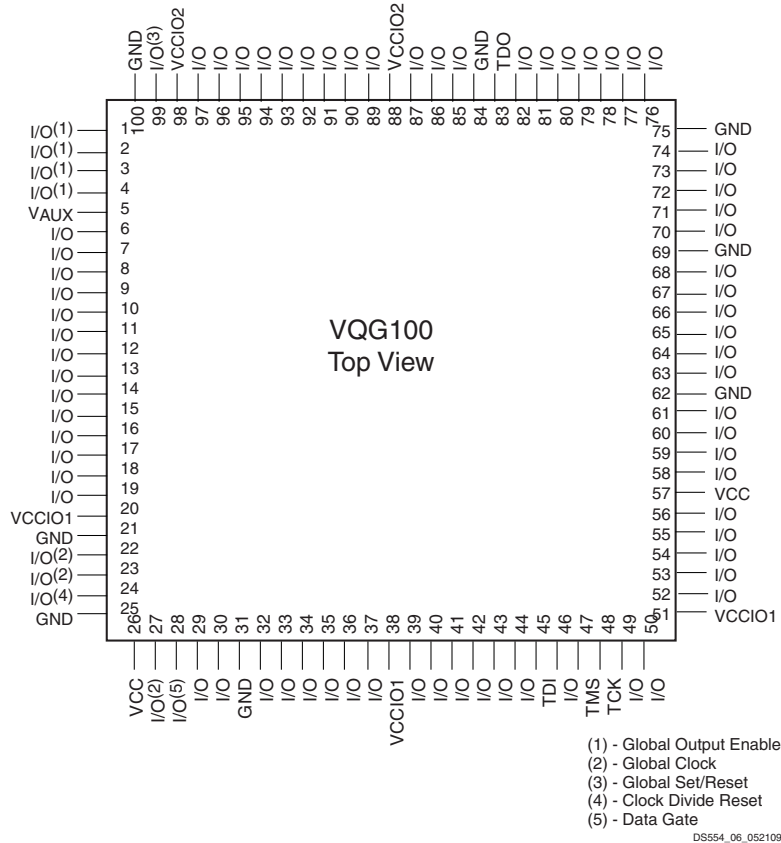 GND
I/O(3)
VCCIO2
I/O
I/O
I/O
I/O
I/O
I/O
I/O
I/O
I/O
VCCIO2
I/O
I/O
I/O
GND
TDO
I/O
I/O
I/O
I/O
I/O
I/O
I/O
100
99
98
97
96
95
94
93
92
91
90
89
88
87
86
85
84
83
82
81
80
79
78
77
76
I/O(1) 1
I/O(1) 2
I/O(1) 3
I/O(1) 4
VAUX 5
I/O 6
I/O 7
I/O 8
I/O 9
I/O 10
I/O 11
I/O 12
I/O 13
I/O 14
I/O 15
I/O 16
I/O 17
I/O 18
I/O 19
VCCIO1 20
GND 21
I/O(2) 22
I/O(2) 23
I/O(4) 24
GND 25
VQG100
Top View
75 GND
74 I/O
73 I/O
72 I/O
71 I/O
70 I/O
69 GND
68 I/O
67 I/O
66 I/O
65 I/O
64 I/O
63 I/O
62 GND
61 I/O
60 I/O
59 I/O
58 I/O
57 VCC
56 I/O
55 I/O
54 I/O
53 I/O
52 I/O
51 VCCIO1
26
27
28
29
30
31
32
33
34
35
36
37
38
39
40
41
42
43
44
45
46
47
48
49
50
VCC
I/O(2)
I/O(5)
I/O
I/O
GND
I/O
I/O
I/O
I/O
I/O
I/O
VCCIO1
I/O
I/O
I/O
I/O
I/O
I/O
TDI
I/O
TMS
TCK
I/O
I/O
(1) - Global Output Enable
(2) - Global Clock
(3) - Global Set/Reset
(4) - Clock Divide Reset
(5) - Data Gate
DS554_06_052109